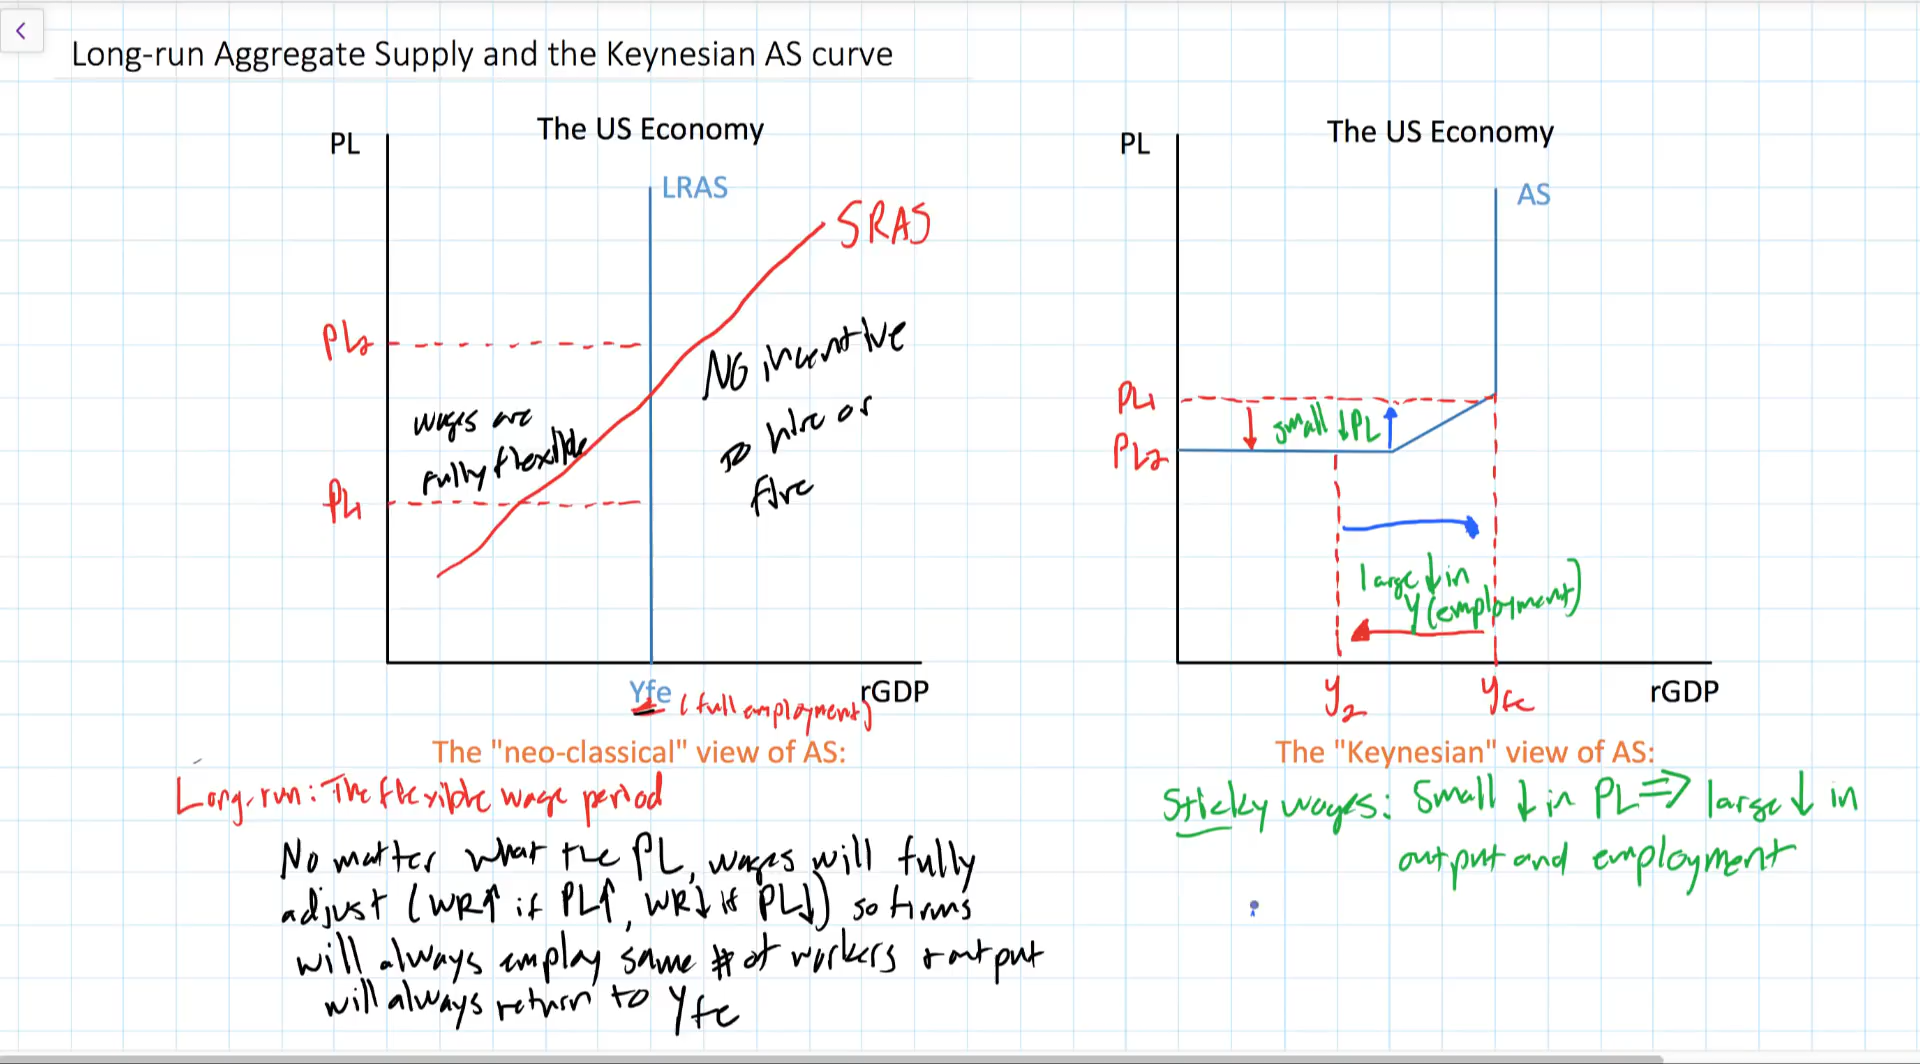 Long-run Aggregate Supply and the Keynesian AS curve
PL
The US Economy
LRAS
SRAS
PL2
No incentive
to hire or
fire
wages are
fully flexible
PL1
Yfe
(full employment)
rGDP
The "neo-classical" view of AS:
Long-run: The flexible wage period
No matter what the PL, wages will fully
adjust (WR↑ if PL↑, WR↓ if PL↓) so firms
will always employ same # of workers + output
will always return to Yfe
PL
The US Economy
AS
PL1
small ↓PL
PL2
large ↓ in
Y (employment)
Y2
Yfe
rGDP
The "Keynesian" view of AS:
Sticky wages: Small ↓ in PL ⇒ large ↓ in
output and employment